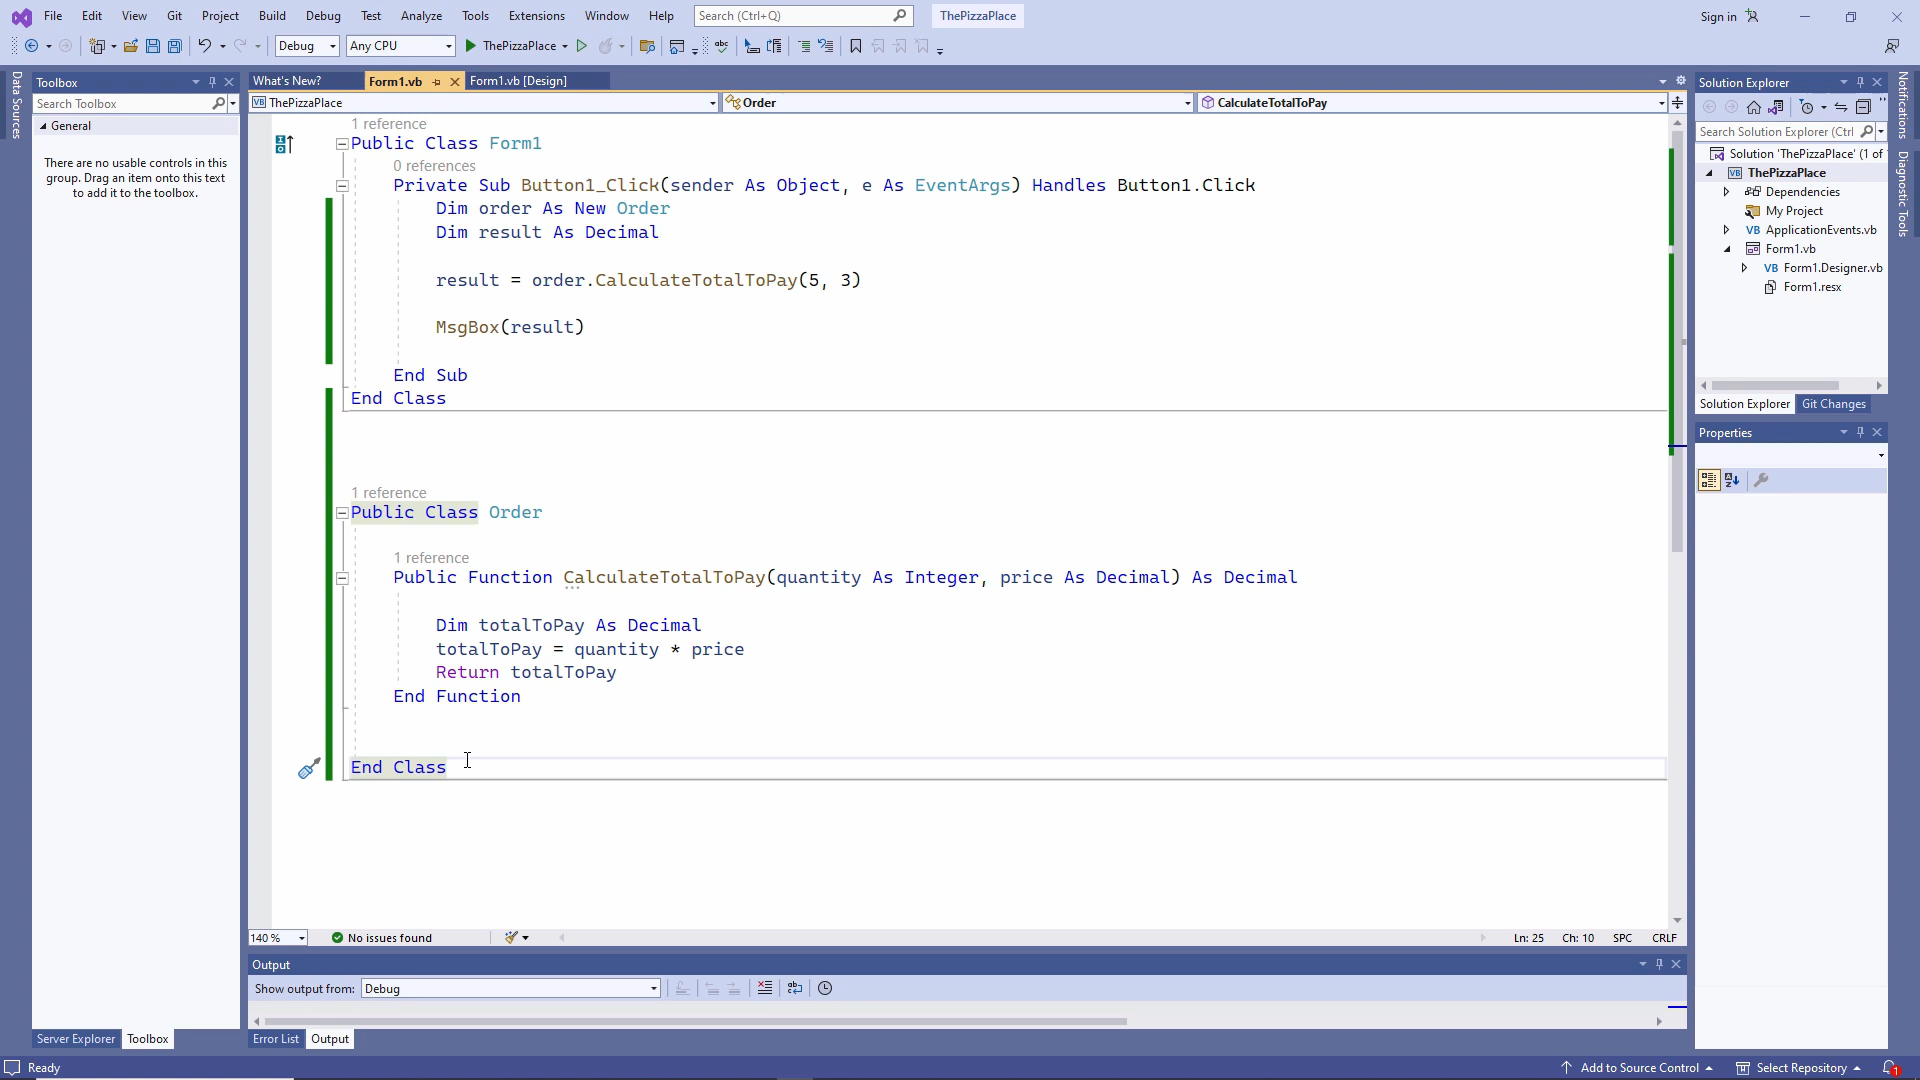 File Edit View Git Project Build Debug Test Analyze Tools Extensions Window Help Search (Ctrl+Q) ThePizzaPlace Sign in
Debug Any CPU ThePizzaPlace
Data Sources
Toolbox
Search Toolbox
General
There are no usable controls in this
group. Drag an item onto this text
to add it to the toolbox.
Server Explorer Toolbox
What's New? Form1.vb Form1.vb [Design]
VB ThePizzaPlace Order CalculateTotalToPay
1 reference
Public Class Form1
0 references
Private Sub Button1_Click(sender As Object, e As EventArgs) Handles Button1.Click
Dim order As New Order
Dim result As Decimal
result = order.CalculateTotalToPay(5, 3)
MsgBox(result)
End Sub
End Class
1 reference
Public Class Order
1 reference
Public Function CalculateTotalToPay(quantity As Integer, price As Decimal) As Decimal
Dim totalToPay As Decimal
totalToPay = quantity * price
Return totalToPay
End Function
End Class
140 % No issues found Ln: 25 Ch: 10 SPC CRLF
Output
Show output from: Debug
Error List Output
Solution Explorer
Search Solution Explorer (Ctrl
Solution 'ThePizzaPlace' (1 of
VB ThePizzaPlace
Dependencies
My Project
VB ApplicationEvents.vb
Form1.vb
VB Form1.Designer.vb
Form1.resx
Solution Explorer Git Changes
Properties
Notifications
Diagnostic Tools
Ready Add to Source Control Select Repository 1